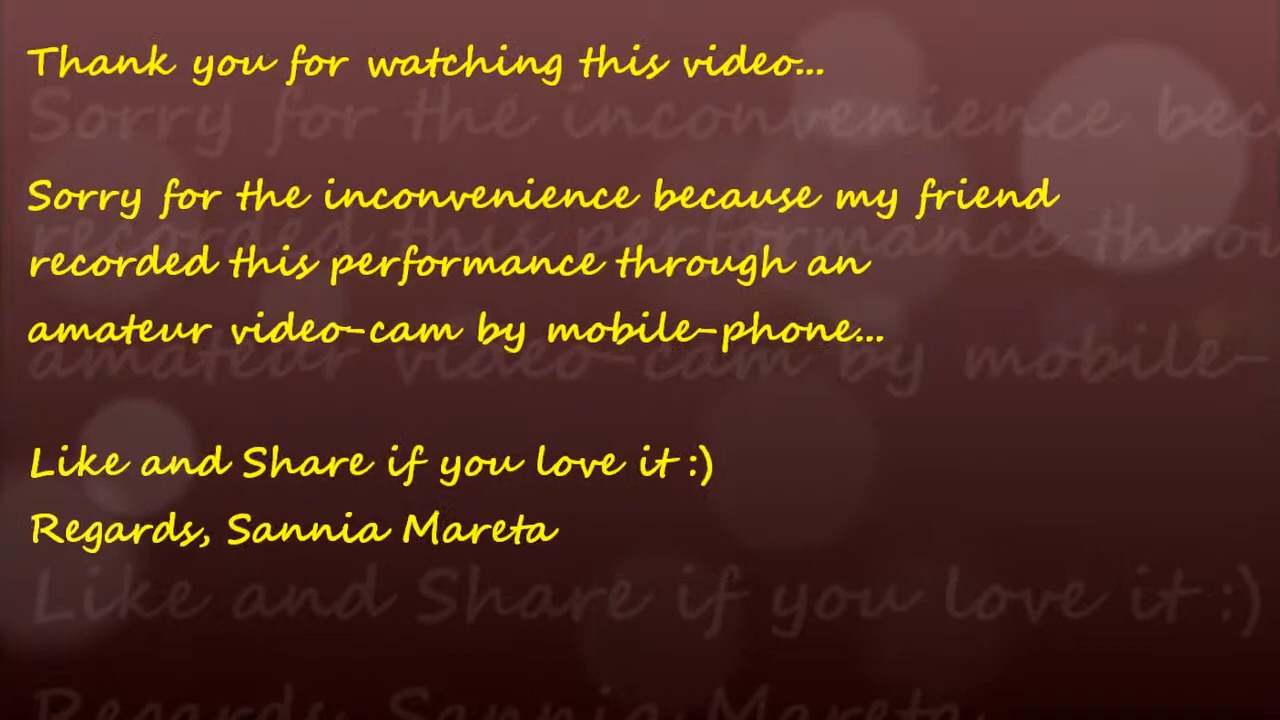 Thank you for watching this video...
Sorry for the inconvenience because my friend
recorded this performance through an
amateur video-cam by mobile-phone...
Like and Share if you love it :)
Regards, Sannia Mareta